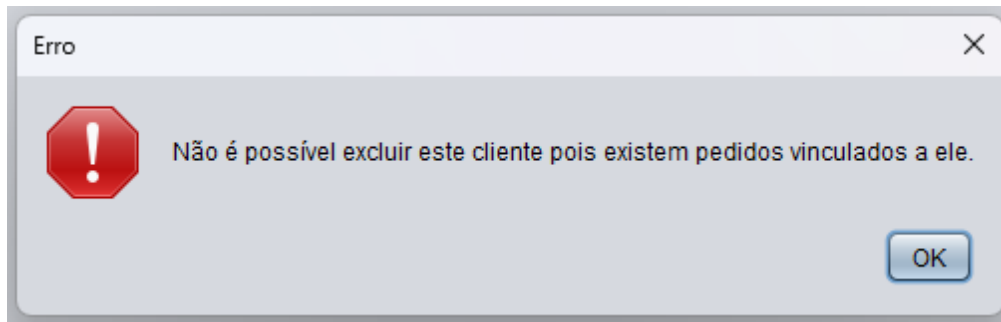 Erro
Não é possível excluir este cliente pois existem pedidos vinculados a ele.
OK